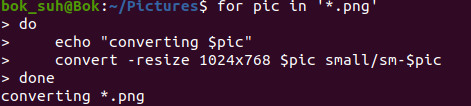 bok_suh@Bok:~/Pictures$ for pic in '*.png'
> do
>     echo "converting $pic"
>     convert -resize 1024x768 $pic small/sm-$pic
> done
converting *.png